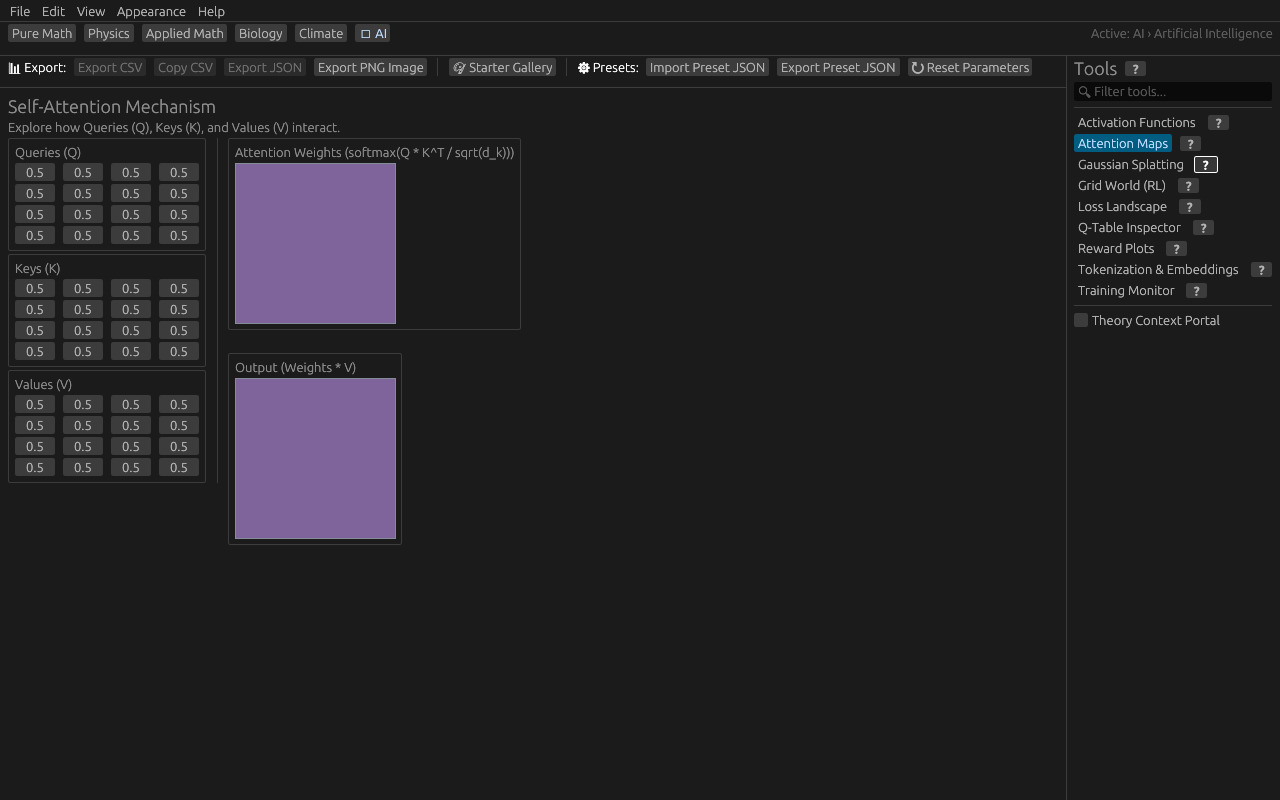 File Edit View Appearance Help
Pure Math Physics Applied Math Biology Climate AI Active: AI › Artificial Intelligence
Export: Export CSV Copy CSV Export JSON Export PNG Image Starter Gallery Presets: Import Preset JSON Export Preset JSON Reset Parameters
Self-Attention Mechanism
Explore how Queries (Q), Keys (K), and Values (V) interact.
Queries (Q)
0.5 0.5 0.5 0.5
0.5 0.5 0.5 0.5
0.5 0.5 0.5 0.5
0.5 0.5 0.5 0.5
Keys (K)
0.5 0.5 0.5 0.5
0.5 0.5 0.5 0.5
0.5 0.5 0.5 0.5
0.5 0.5 0.5 0.5
Values (V)
0.5 0.5 0.5 0.5
0.5 0.5 0.5 0.5
0.5 0.5 0.5 0.5
0.5 0.5 0.5 0.5
Attention Weights (softmax(Q * K^T / sqrt(d_k)))
Output (Weights * V)
Tools ?
Filter tools...
Activation Functions ?
Attention Maps ?
Gaussian Splatting ?
Grid World (RL) ?
Loss Landscape ?
Q-Table Inspector ?
Reward Plots ?
Tokenization & Embeddings ?
Training Monitor ?
Theory Context Portal